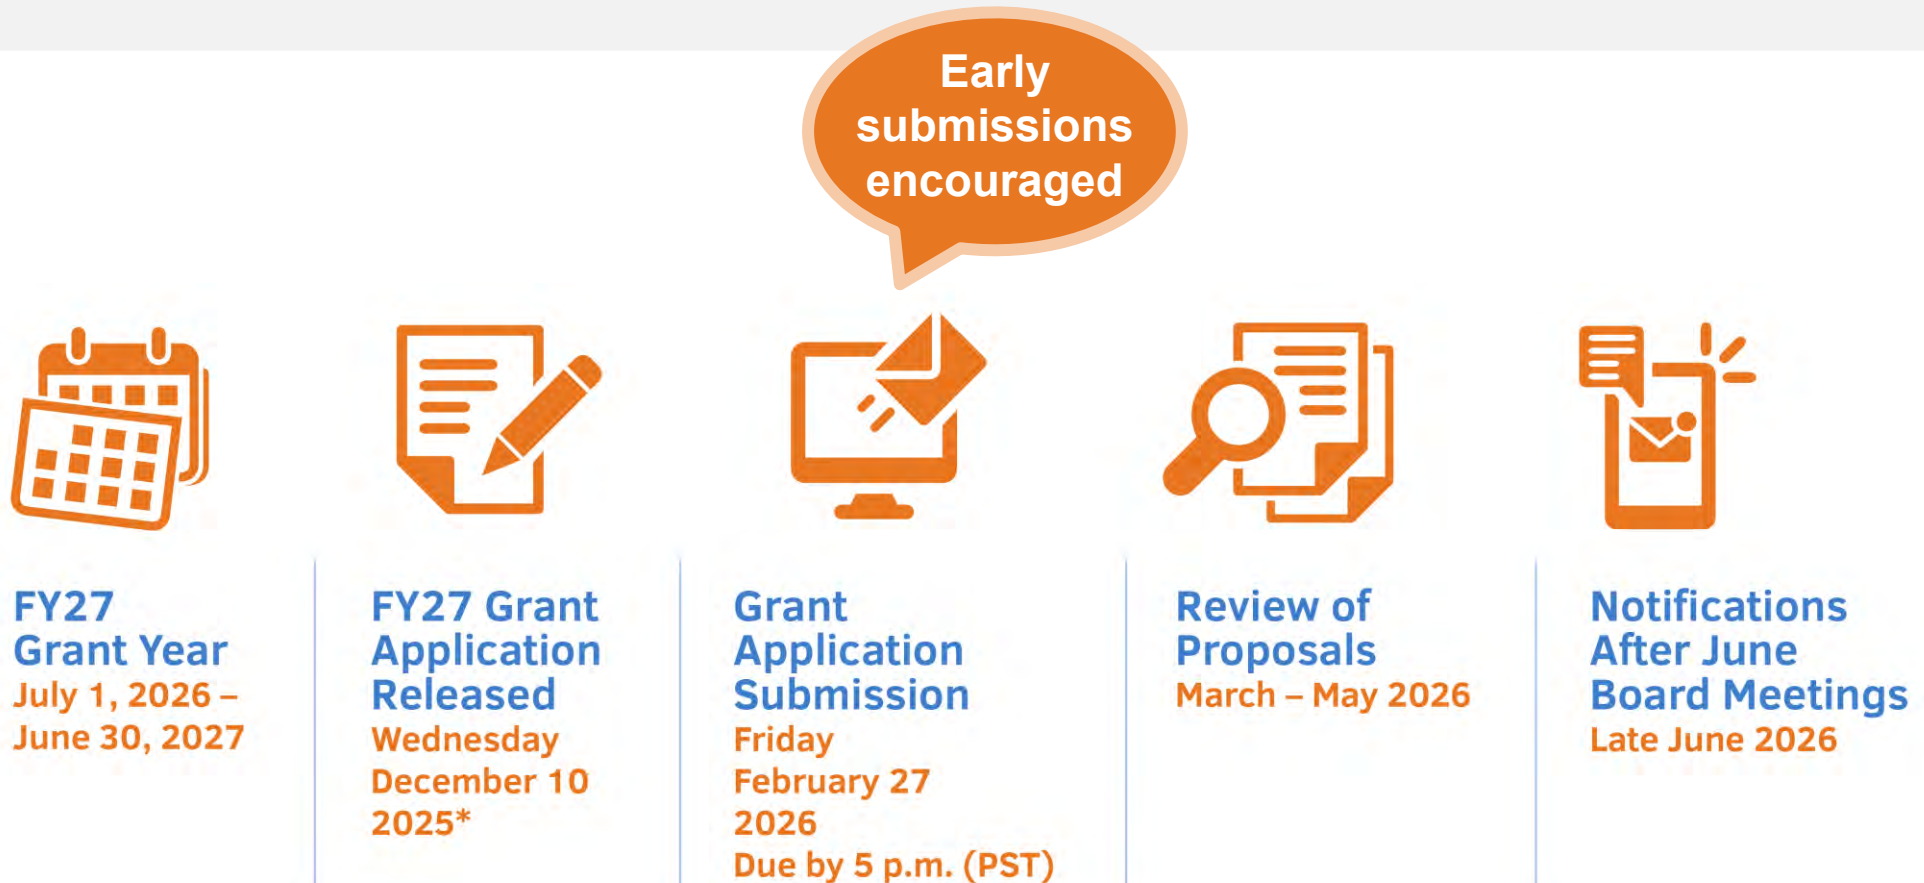 Early
submissions
encouraged
FY27
Grant Year
July 1, 2026 –
June 30, 2027
FY27 Grant
Application
Released
Wednesday
December 10
2025*
Grant
Application
Submission
Friday
February 27
2026
Due by 5 p.m. (PST)
Review of
Proposals
March – May 2026
Notifications
After June
Board Meetings
Late June 2026